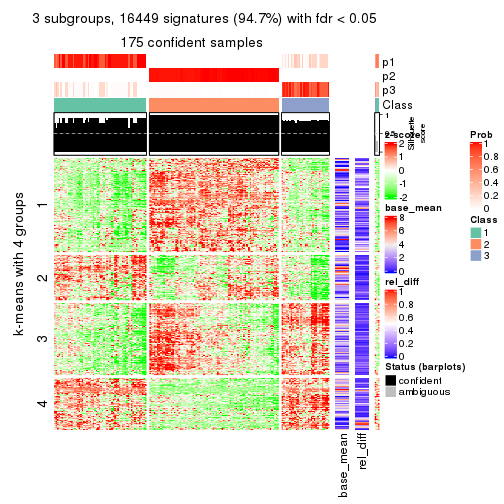 3 subgroups, 16449 signatures (94.7%) with fdr < 0.05
175 confident samples
p1
p2
p3
Class
1
Silhouette
score
k-means with 4 groups
1
2
3
4
base_mean
rel_diff
z-score
2
1
0
-2
base_mean
8
6
4
2
0
rel_diff
1
0.8
0.6
0.4
0.2
0
Status (barplots)
confident
ambiguous
Prob
1
0.8
0.6
0.4
0.2
0
Class
1
2
3